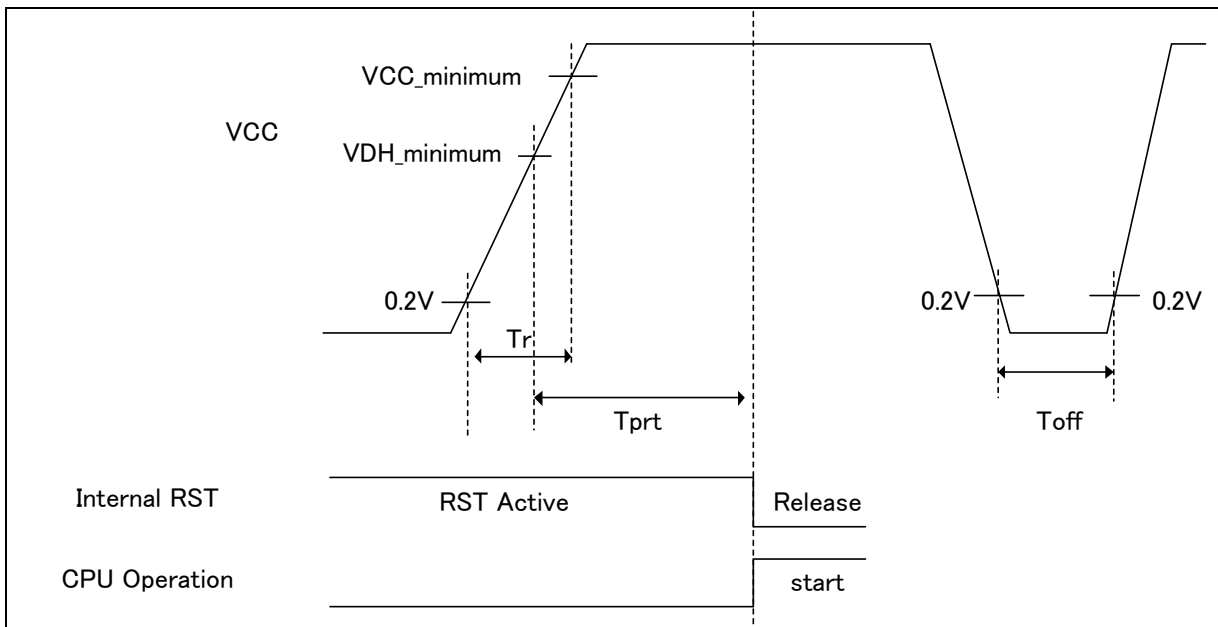 VCC_minimum
VCC
VDH_minimum
0.2V
0.2V
0.2V
Tr
Tprt
Toff
Internal RST
RST Active
Release
CPU Operation
start